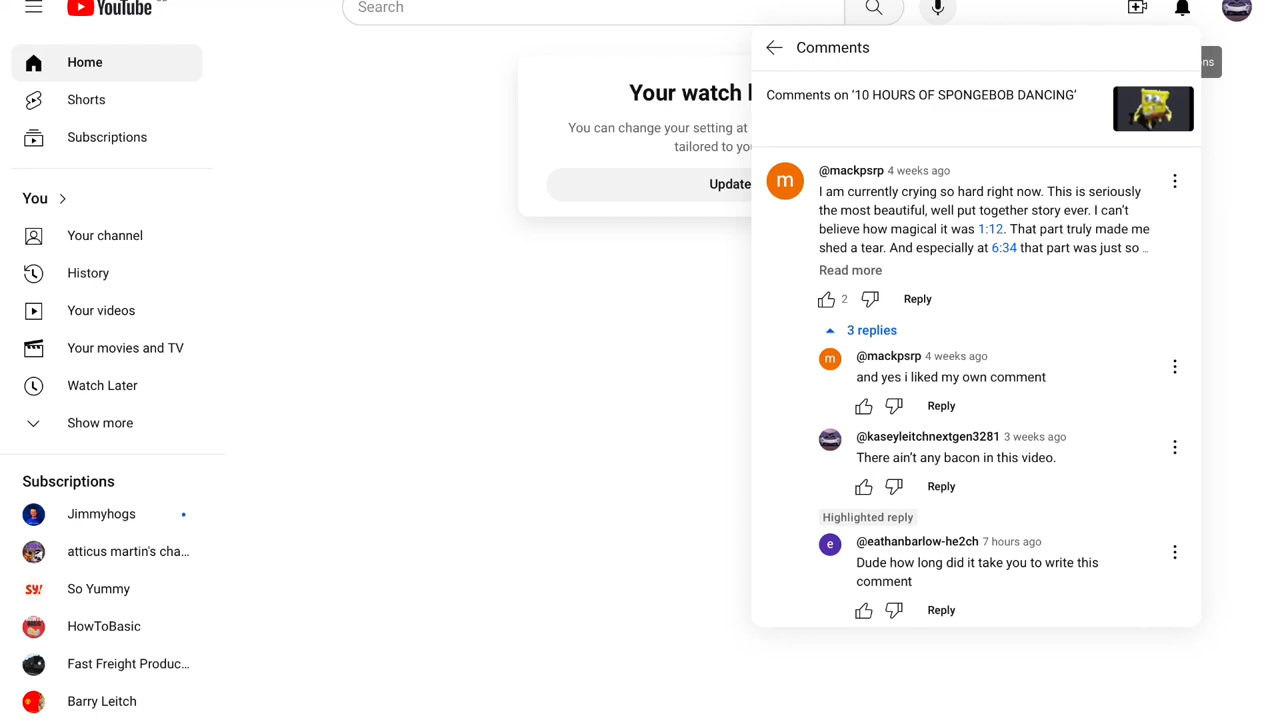 YouTube
Search
Home
Shorts
Subscriptions
You
Your channel
History
Your videos
Your movies and TV
Watch Later
Show more
Subscriptions
Jimmyhogs
atticus martin's cha...
So Yummy
SY!
HowToBasic
Fast Freight Produc...
Barry Leitch
Your watch
You can change your setting at
tailored to
Update
Comments
ns
Comments on ‘10 HOURS OF SPONGEBOB DANCING’
m
@mackpsrp 4 weeks ago
I am currently crying so hard right now. This is seriously
the most beautiful, well put together story ever. I can’t
believe how magical it was 1:12. That part truly made me
shed a tear. And especially at 6:34 that part was just so ...
Read more
2
Reply
3 replies
m
@mackpsrp 4 weeks ago
and yes i liked my own comment
Reply
@kaseyleitchnextgen3281 3 weeks ago
There ain’t any bacon in this video.
Reply
Highlighted reply
e
@eathanbarlow-he2ch 7 hours ago
Dude how long did it take you to write this
comment
Reply